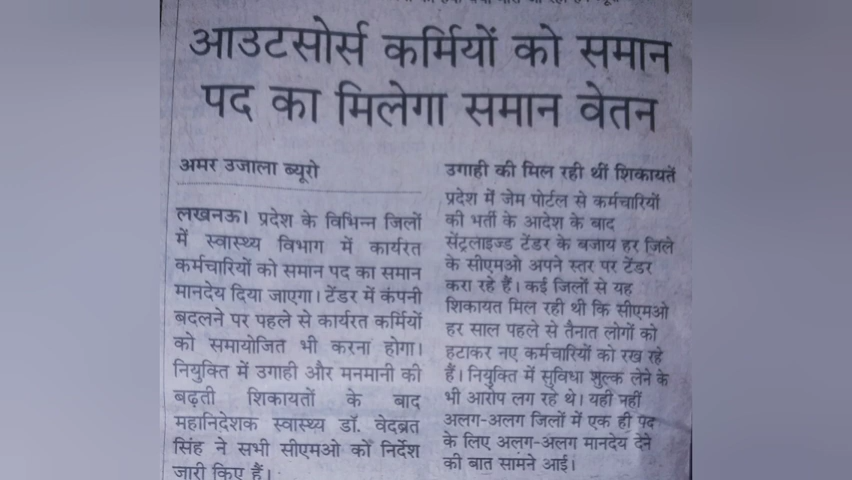 आउटसोर्स कर्मियों को समान
पद का मिलेगा समान वेतन
अमर उजाला ब्यूरो
लखनऊ। प्रदेश के विभिन्न जिलों
में स्वास्थ्य विभाग में कार्यरत
कर्मचारियों को समान पद का समान
मानदेय दिया जाएगा। टेंडर में कंपनी
बदलने पर पहले से कार्यरत कर्मियों
को समायोजित भी करना होगा।
नियुक्ति में उगाही और मनमानी की
बढ़ती शिकायतों के बाद
महानिदेशक स्वास्थ्य डॉ. वेदब्रत
सिंह ने सभी सीएमओ को निर्देश
जारी किए हैं।
उगाही की मिल रही थीं शिकायतें
प्रदेश में जेम पोर्टल से कर्मचारियों
की भर्ती के आदेश के बाद
सेंट्रलाइज्ड टेंडर के बजाय हर जिले
के सीएमओ अपने स्तर पर टेंडर
करा रहे हैं। कई जिलों से यह
शिकायत मिल रही थी कि सीएमओ
हर साल पहले से तैनात लोगों को
हटाकर नए कर्मचारियों को रख रहे
हैं। नियुक्ति में सुविधा शुल्क लेने के
भी आरोप लग रहे थे। यही नहीं
अलग-अलग जिलों में एक ही पद
के लिए अलग-अलग मानदेय देने
की बात सामने आई।